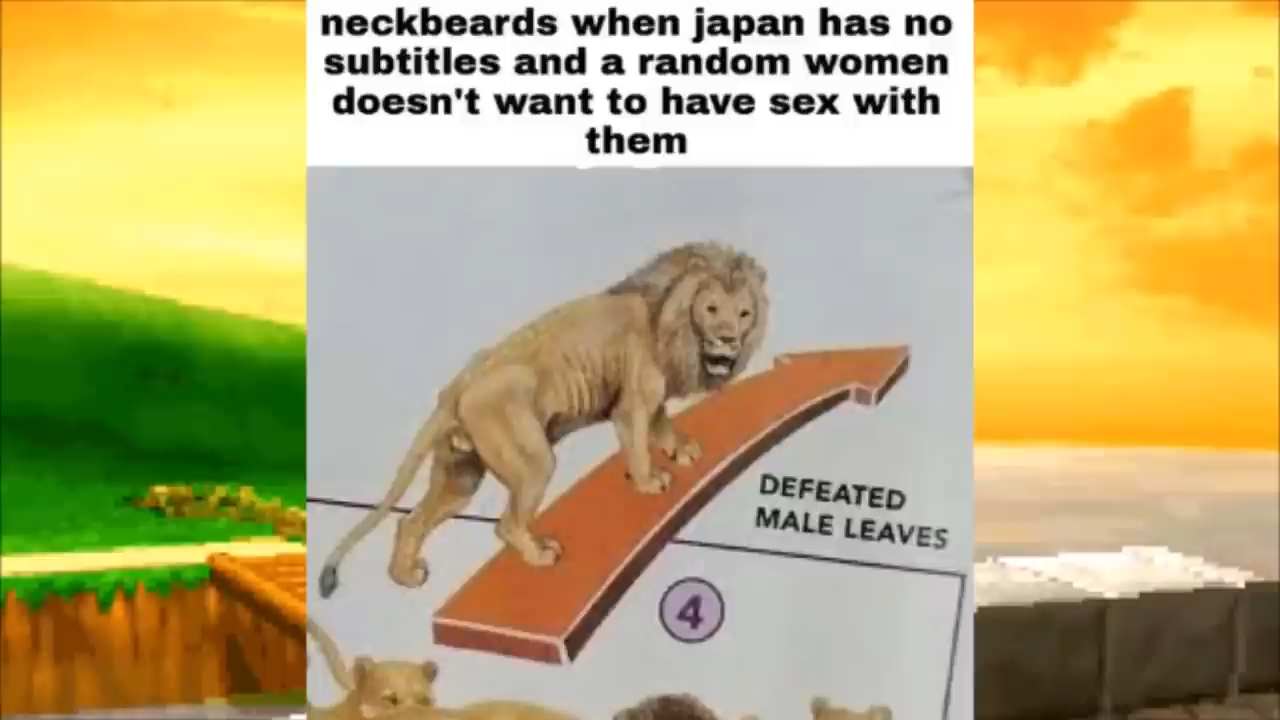 neckbeards when japan has no
subtitles and a random women
doesn't want to have sex with
them
DEFEATED
MALE LEAVES
4